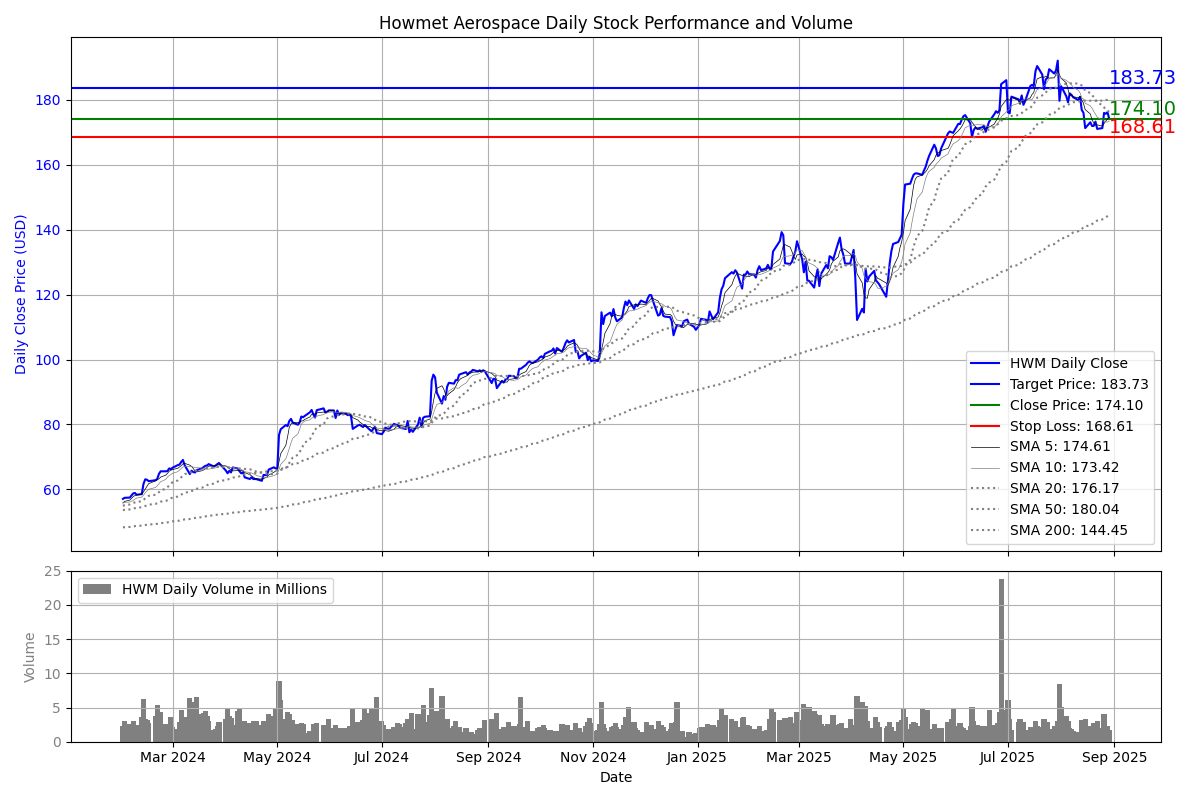 Howmet Aerospace Daily Stock Performance and Volume
Daily Close Price (USD)
180
160
140
120
100
80
60
183.73
174.10
168.61
HWM Daily Close
Target Price: 183.73
Close Price: 174.10
Stop Loss: 168.61
SMA 5: 174.61
SMA 10: 173.42
SMA 20: 176.17
SMA 50: 180.04
SMA 200: 144.45
Volume
25
20
15
10
5
0
HWM Daily Volume in Millions
Mar 2024 May 2024 Jul 2024 Sep 2024 Nov 2024 Jan 2025 Mar 2025 May 2025 Jul 2025 Sep 2025
Date